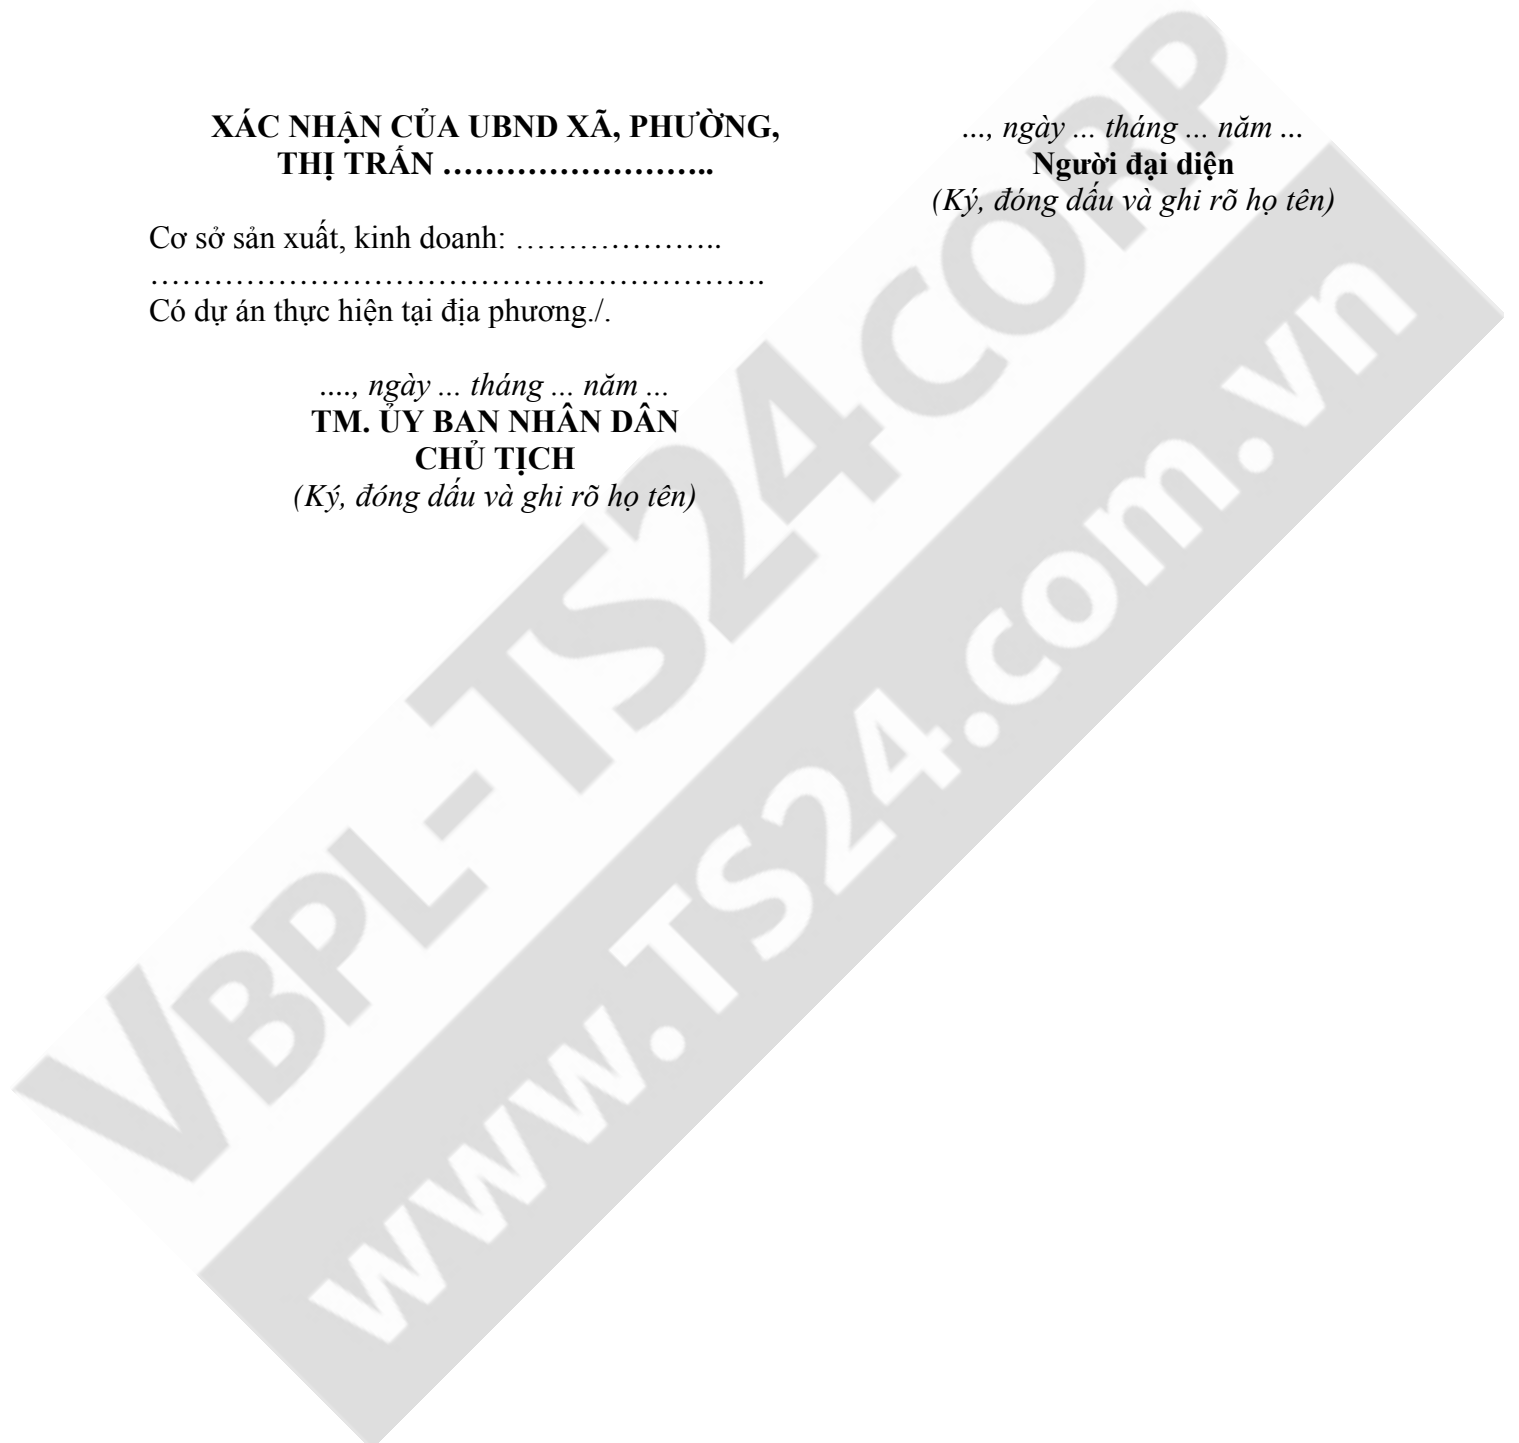 XÁC NHẬN CỦA UBND XÃ, PHƯỜNG,
THỊ TRẤN ……………………..
Cơ sở sản xuất, kinh doanh: ………………..
………………………………………………….
Có dự án thực hiện tại địa phương./.
...., ngày ... tháng ... năm ...
TM. ỦY BAN NHÂN DÂN
CHỦ TỊCH
(Ký, đóng dấu và ghi rõ họ tên)
..., ngày ... tháng ... năm ...
Người đại diện
(Ký, đóng dấu và ghi rõ họ tên)
VBPL-TS24CORP
www.TS24.com.vn